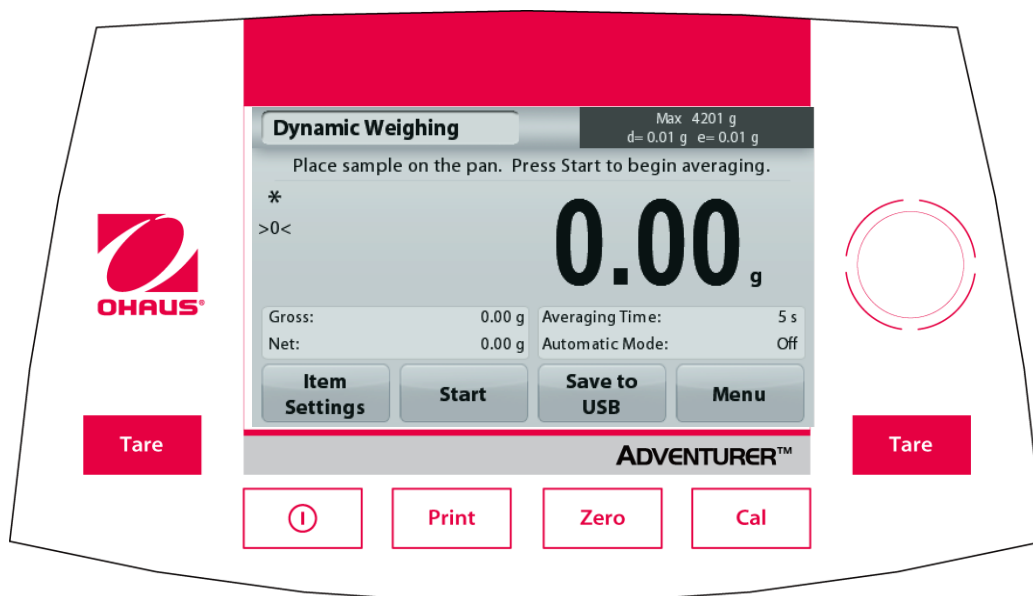 Dynamic Weighing
Max 4201 g
d= 0.01 g e= 0.01 g
Place sample on the pan. Press Start to begin averaging.
*
>0<
0.00 g
OHAUS®
Gross: 0.00 g Averaging Time: 5 s
Net: 0.00 g Automatic Mode: Off
Item Settings
Start
Save to USB
Menu
Tare
ADVENTURER™
Tare
Print
Zero
Cal